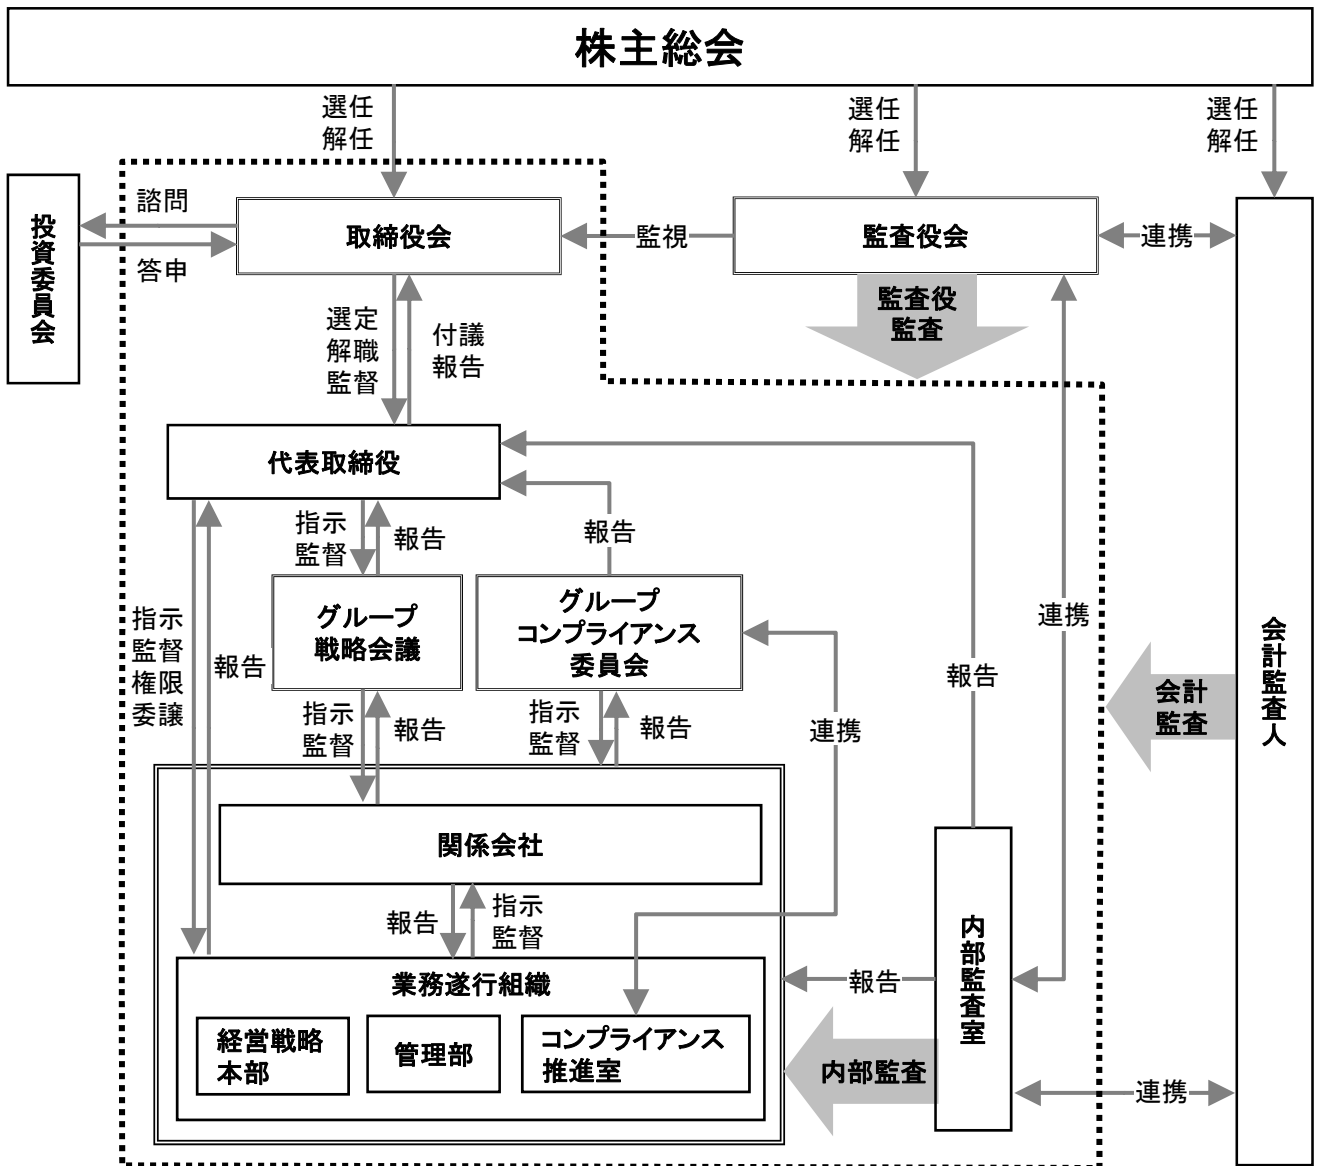 株主総会
選任
解任
選任
解任
選任
解任
投資委員会
諮問
答申
取締役会
監視
監査役会
連携
監査役
監査
選定
解職
監督
付議
報告
代表取締役
指示
監督
報告
報告
グループ
戦略会議
グループ
コンプライアンス
委員会
指示
監督
権限
委譲
報告
連携
報告
会計監査人
会計
監査
指示
監督
報告
指示
監督
報告
連携
関係会社
報告
指示
監督
業務遂行組織
経営戦略
本部
管理部
コンプライアンス
推進室
報告
内部監査
内部監査室
連携